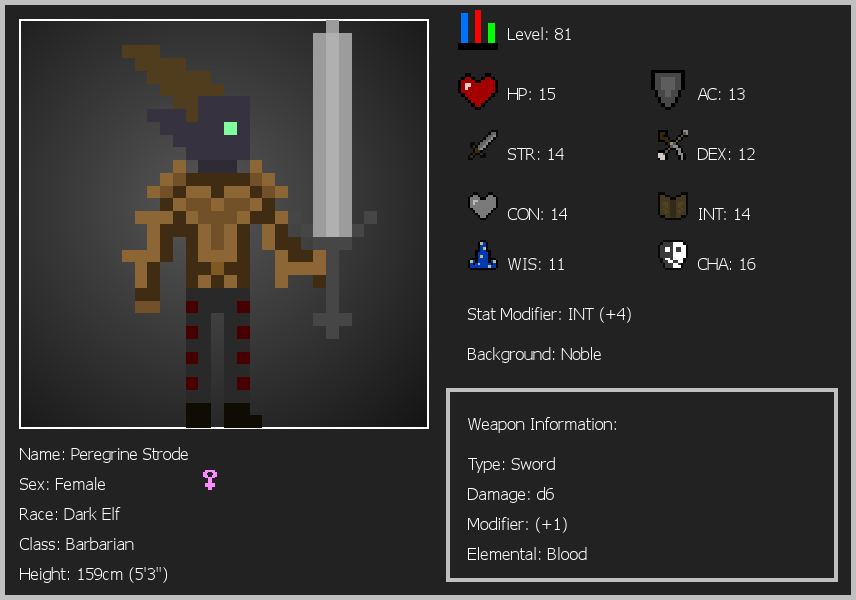 Level: 81
HP: 15
AC: 13
STR: 14
DEX: 12
CON: 14
INT: 14
WIS: 11
CHA: 16
Stat Modifier: INT (+4)
Background: Noble
Weapon Information:
Type: Sword
Damage: d6
Modifier: (+1)
Elemental: Blood
Name: Peregrine Strode
Sex: Female
Race: Dark Elf
Class: Barbarian
Height: 159cm (5'3")